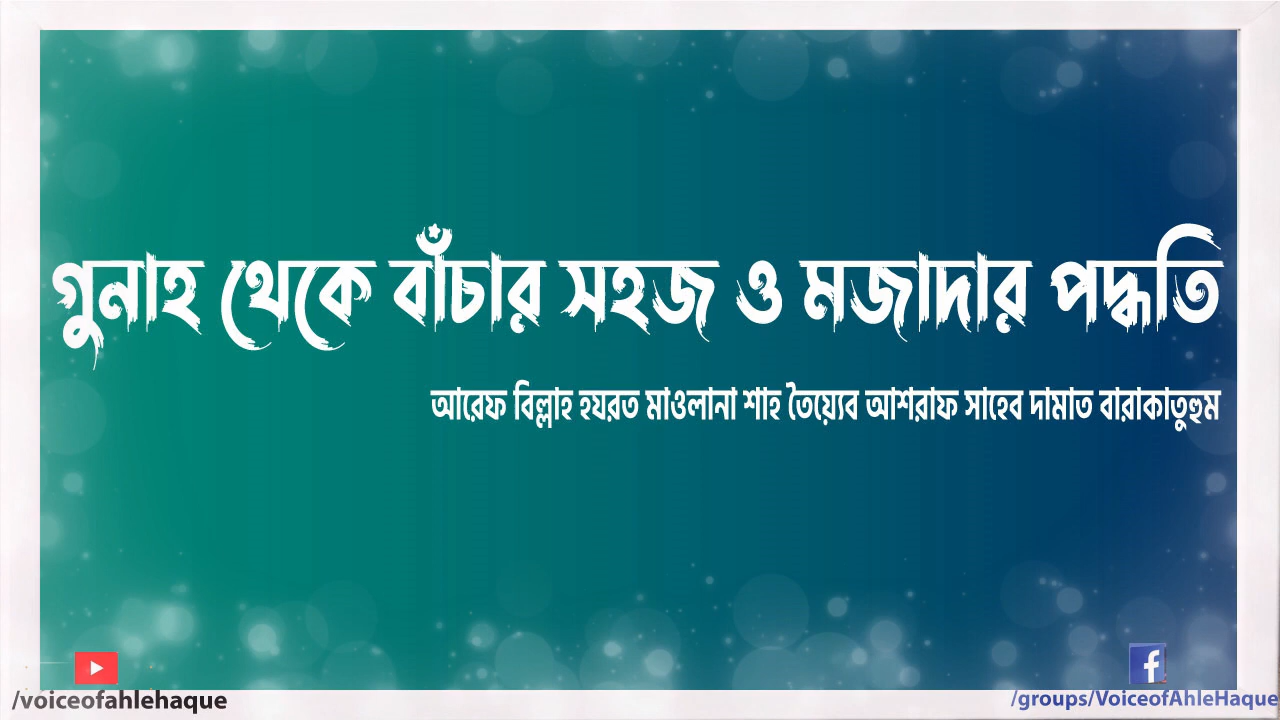 গুনাহ থেকে বাঁচার সহজ ও মজাদার পদ্ধতি
আরেফ বিল্লাহ হযরত মাওলানা শাহ তৈয়্যেব আশরাফ সাহেব দামাত বারাকাতুহুম
/voiceofahlehaque
/groups/VoiceofAhleHaque